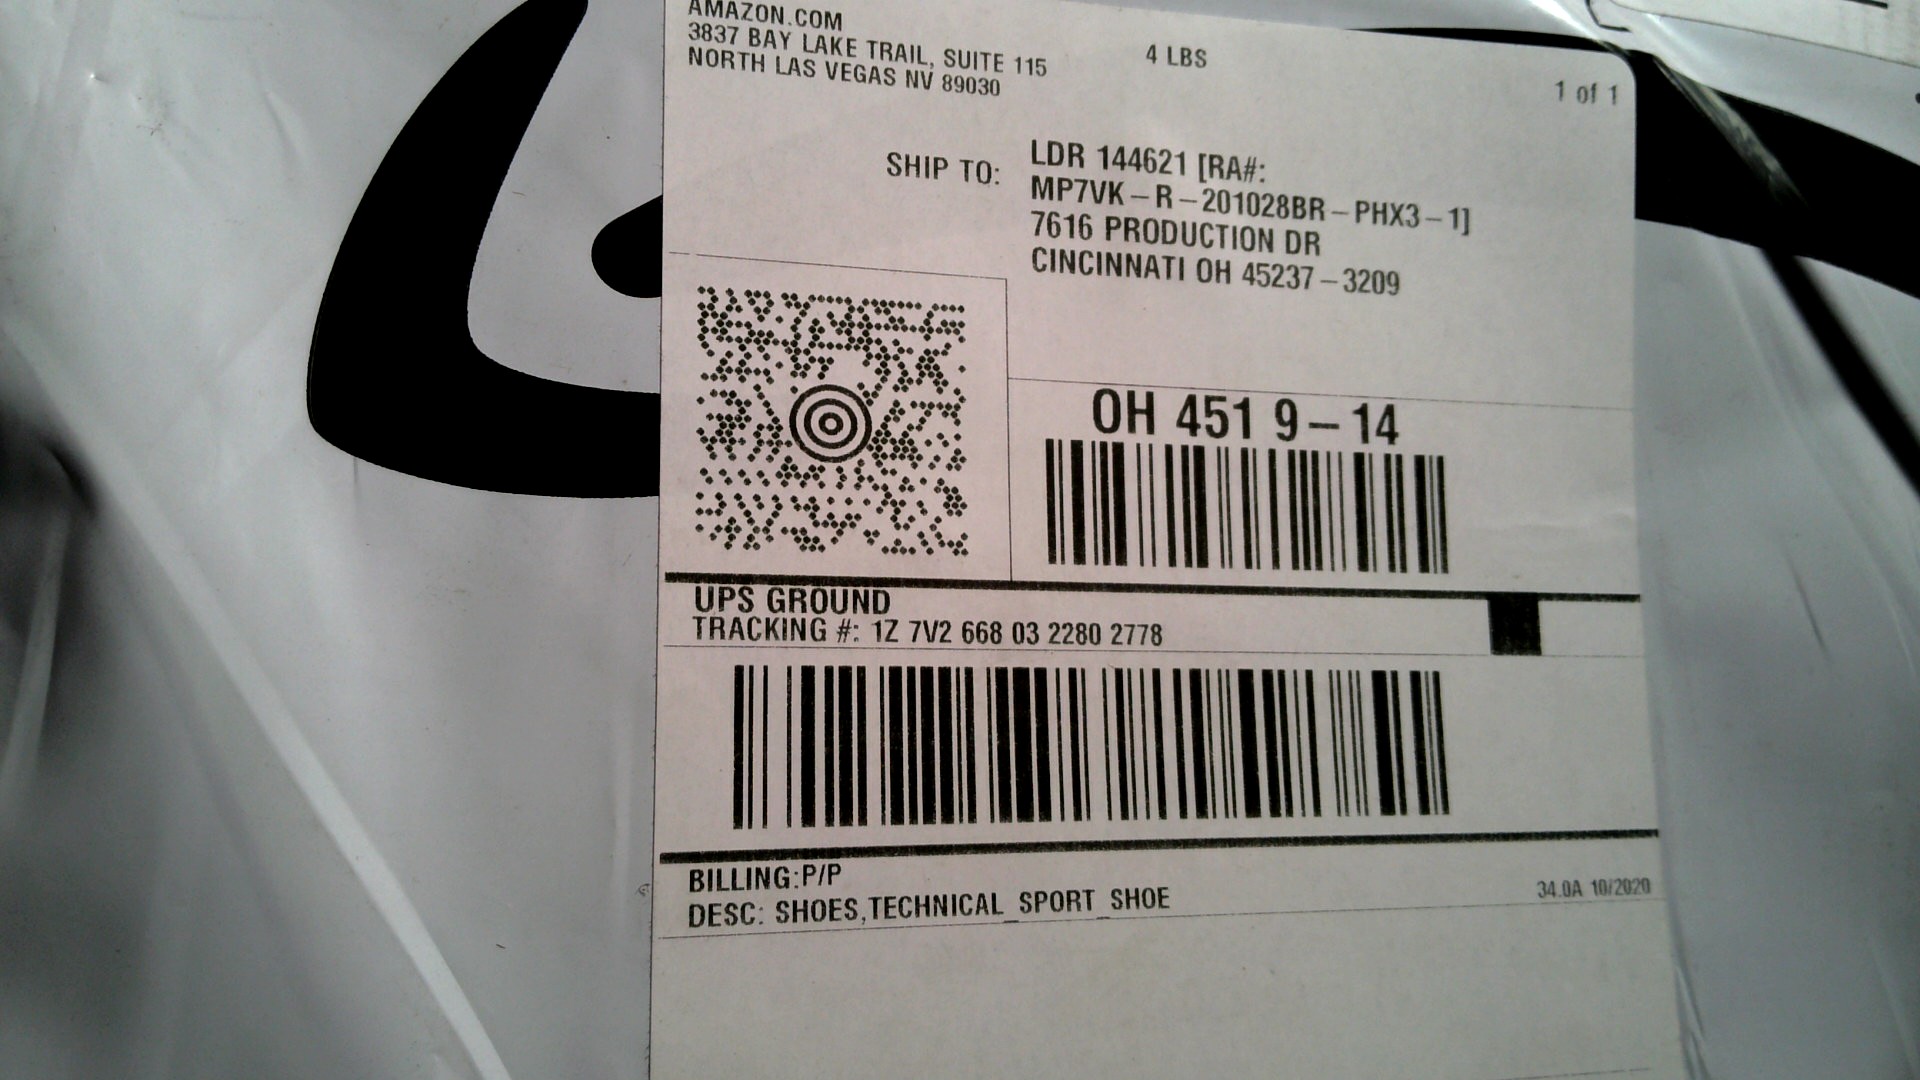 AMAZON.COM
3837 BAY LAKE TRAIL, SUITE 115
NORTH LAS VEGAS NV 89030
4 LBS
1 of 1
SHIP TO:
LDR 144621 [RA#:
MP7VK-R-201028BR-PHX3-1]
7616 PRODUCTION DR
CINCINNATI OH 45237-3209
OH 451 9-14
UPS GROUND
TRACKING #: 1Z 7V2 668 03 2280 2778
BILLING:P/P
DESC: SHOES,TECHNICAL_SPORT_SHOE
34.0A 10/2020